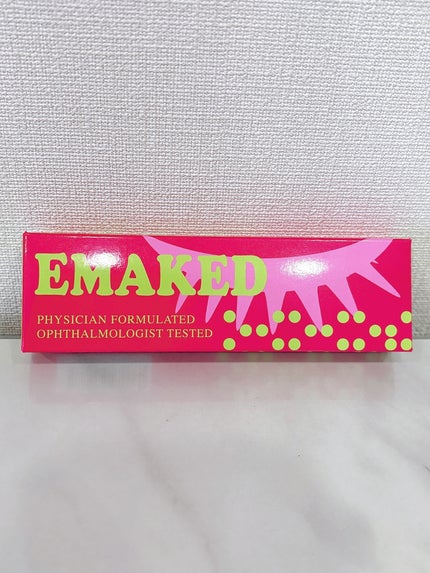 EMAKED
PHYSICIAN FORMULATED
OPHTHALMOLOGIST TESTED